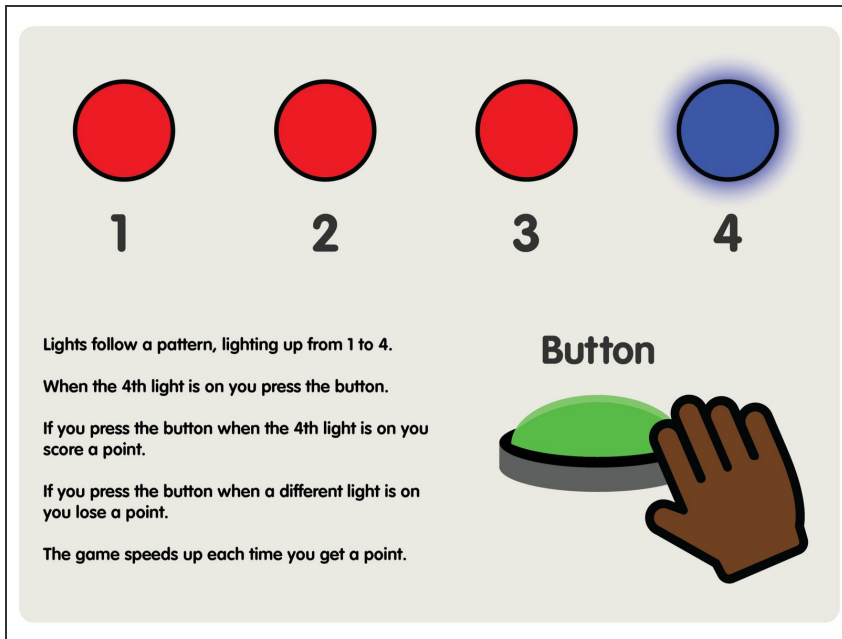 1 2 3 4
Lights follow a pattern, lighting up from 1 to 4.
When the 4th light is on you press the button.
If you press the button when the 4th light is on you
score a point.
If you press the button when a different light is on
you lose a point.
The game speeds up each time you get a point.
Button